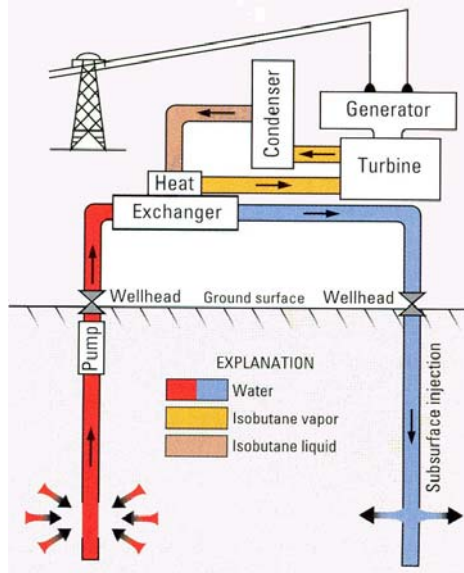 Condenser
Generator
Turbine
Heat
Exchanger
Wellhead
Ground surface
Wellhead
Pump
EXPLANATION
Water
Isobutane vapor
Isobutane liquid
Subsurface injection